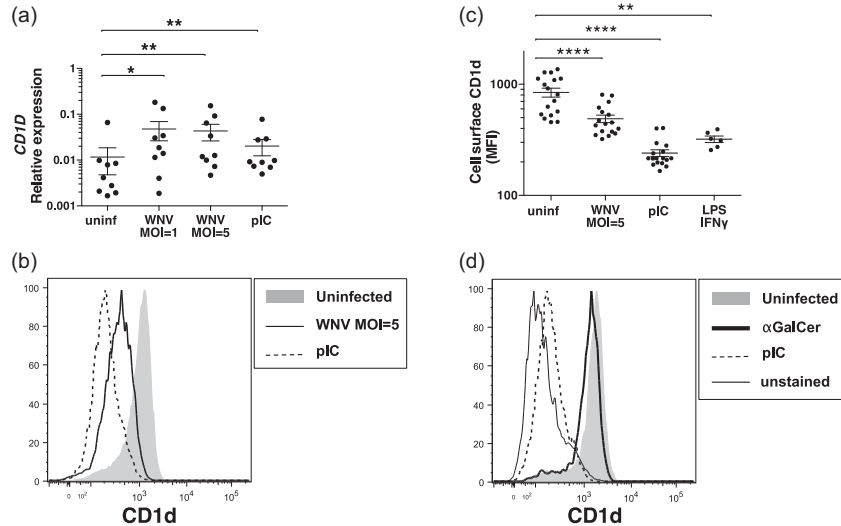 (a)
**
**
*
CD1D
Relative expression
1
0.1
0.01
0.001
uninf
WNV
MOI=1
WNV
MOI=5
pIC
(c)
**
****
****
Cell surface CD1d
(MFI)
1000
100
uninf
WNV
MOI=5
pIC
LPS
IFNγ
(b)
100
80
60
40
20
0
0 10² 10³ 10⁴ 10⁵
CD1d
Uninfected
WNV MOI=5
pIC
(d)
100
80
60
40
20
0
0 10² 10³ 10⁴ 10⁵
CD1d
Uninfected
αGalCer
pIC
unstained